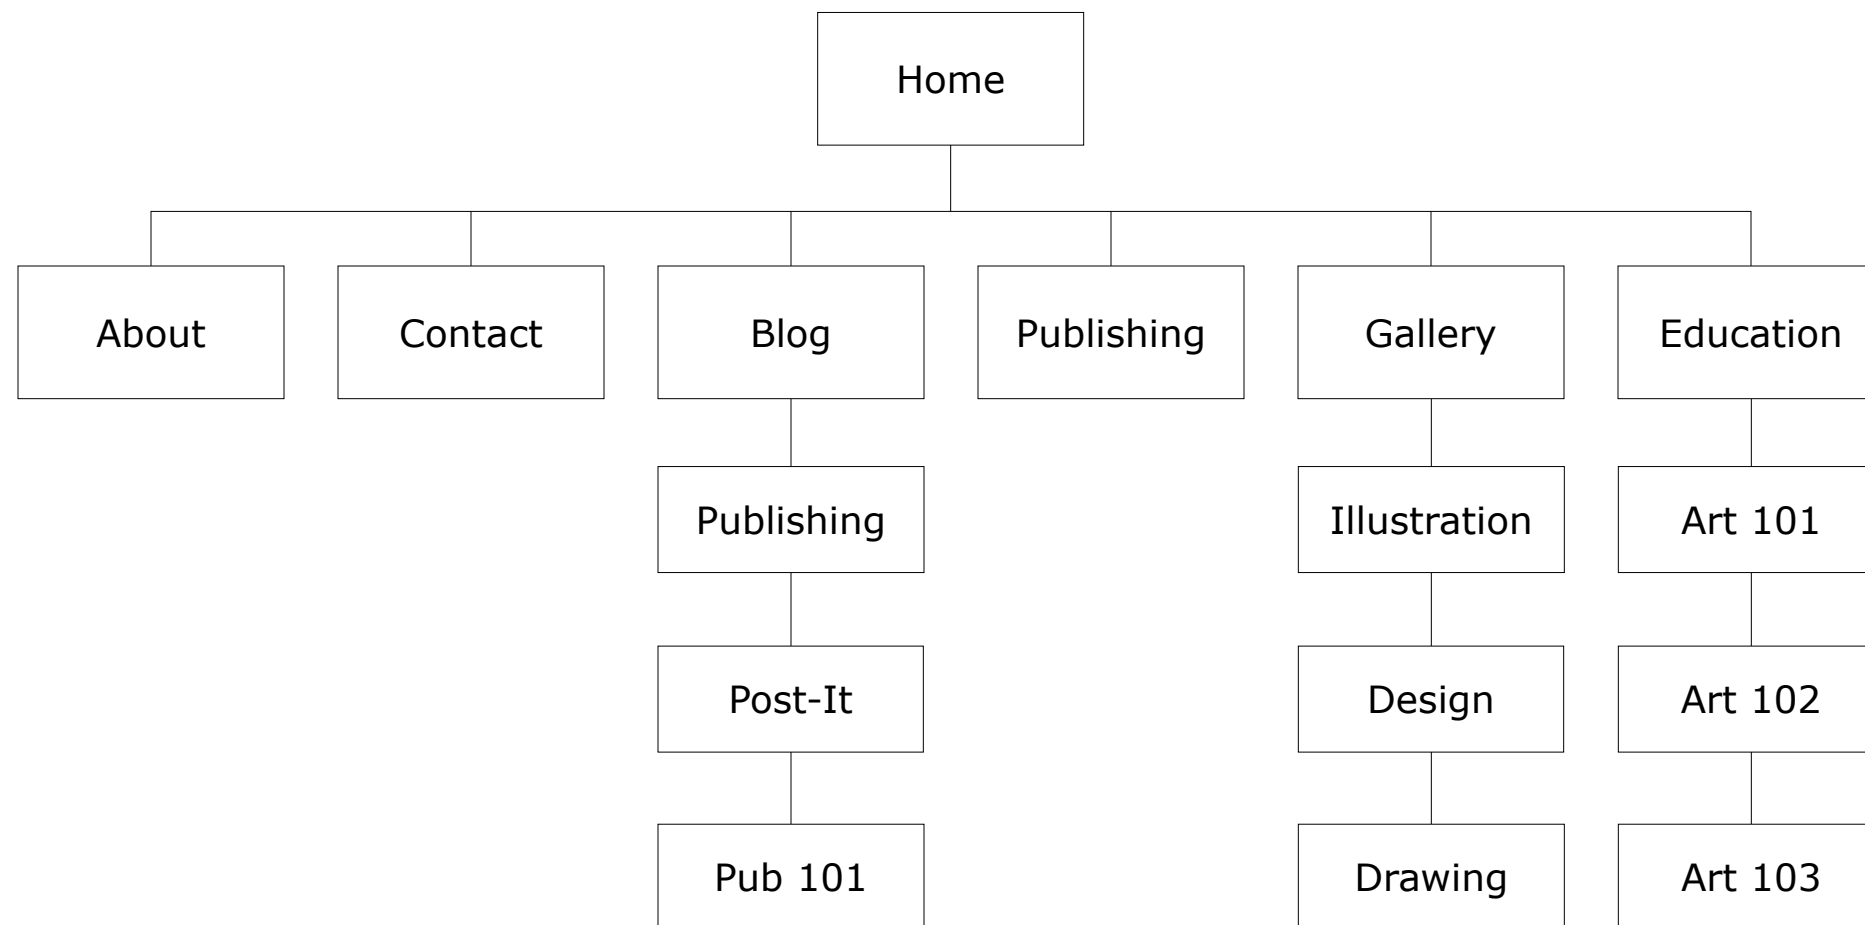 Home
About
Contact
Blog
Publishing
Gallery
Education
Publishing
Illustration
Art 101
Post-It
Design
Art 102
Pub 101
Drawing
Art 103